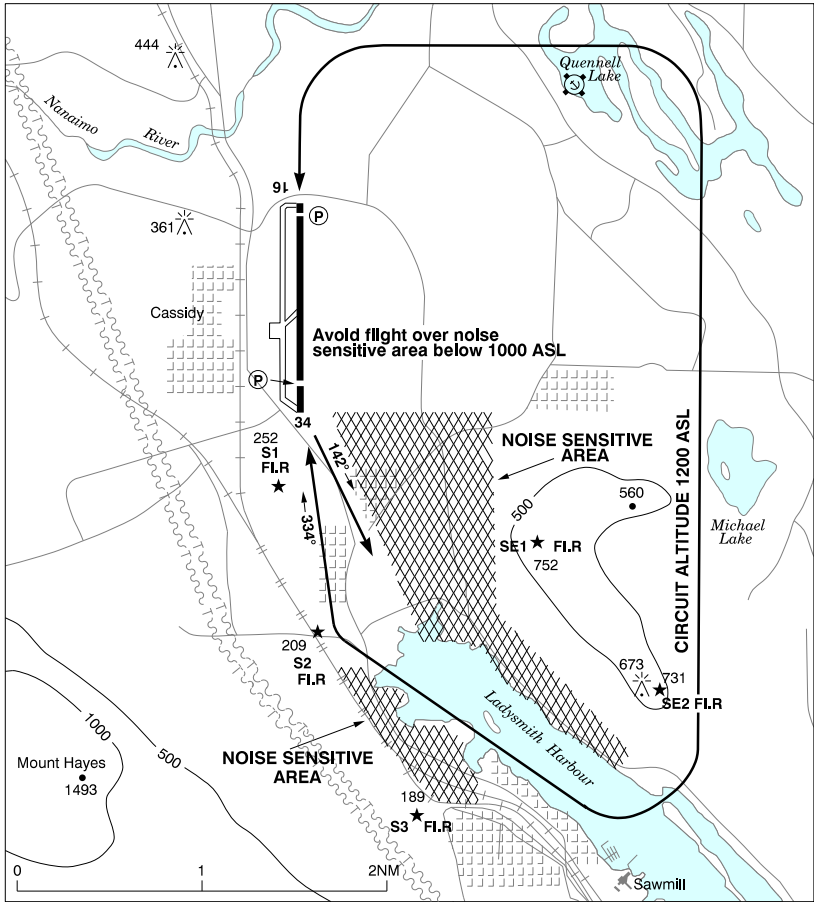 444
Quennell
Lake
Nanaimo
River
16
P
361
Cassidy
Avoid flight over noise
sensitive area below 1000 ASL
P
34
252
S1
Fl.R
142°
NOISE SENSITIVE
AREA
334°
500
560
CIRCUIT ALTITUDE 1200 ASL
Michael
Lake
SE1 Fl.R
752
209
S2
Fl.R
673
731
SE2 Fl.R
Ladysmith Harbour
1000
500
NOISE SENSITIVE
AREA
Mount Hayes
1493
189
S3 Fl.R
0
1
2NM
Sawmill